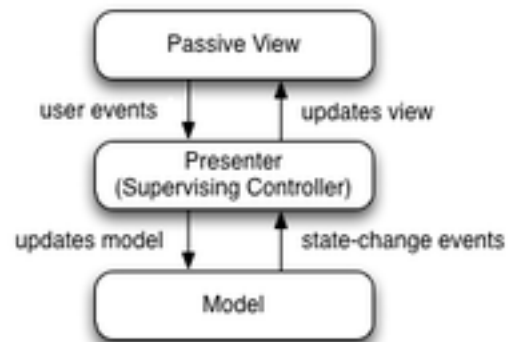 Passive View
user events
updates view
Presenter
(Supervising Controller)
updates model
state-change events
Model